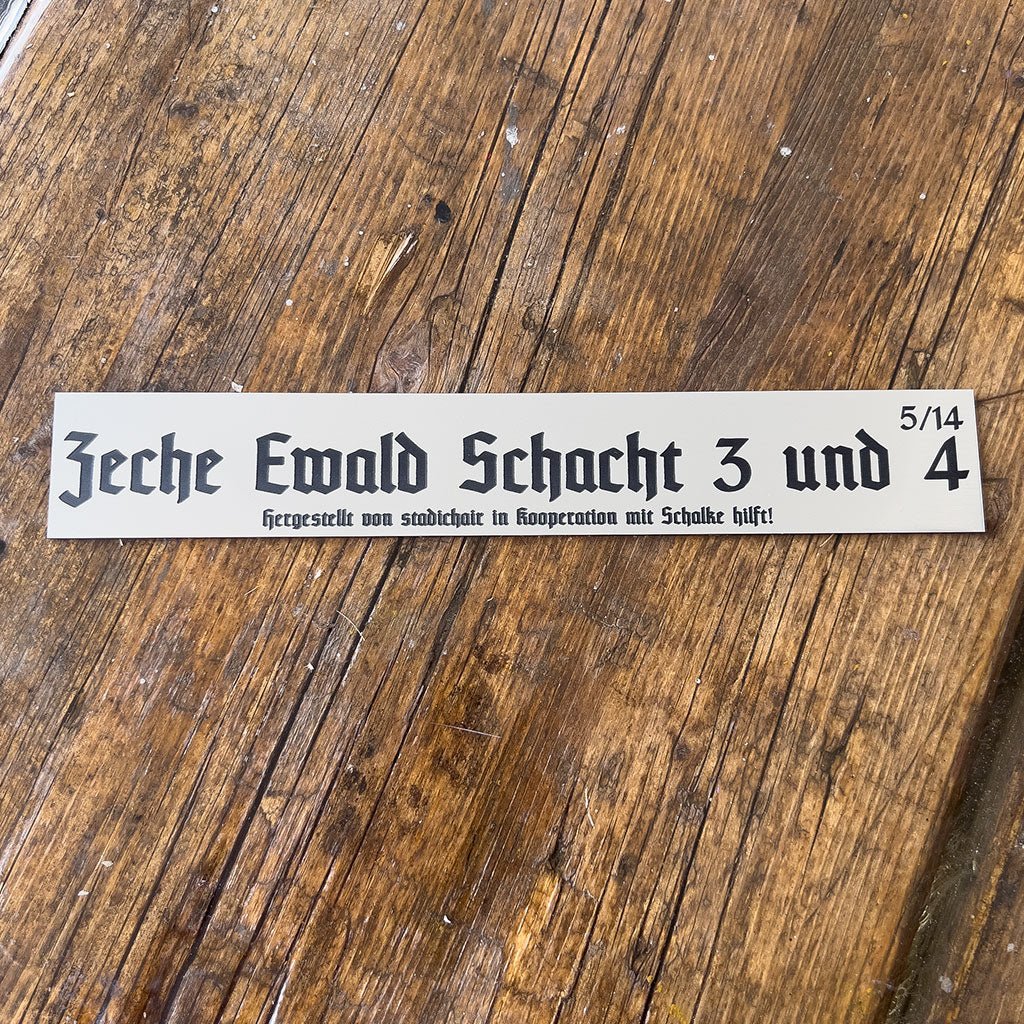 5/14
Zeche Ewald Schacht 3 und 4
Hergestellt von stadichair in Kooperation mit Schalke hilft!